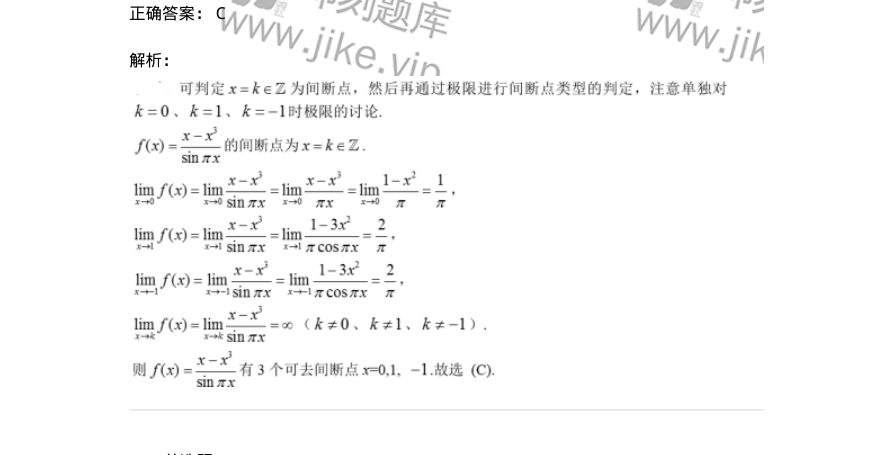 正确答案： C
刷题库
www.jike.vip
www.jik
解析：
可判定 x = k ∈ ℤ 为间断点，然后再通过极限进行间断点类型的判定，注意单独对
k = 0 、 k = 1、 k = −1时极限的讨论.
f(x) = (x − x³)/(sin πx) 的间断点为 x = k ∈ ℤ .
lim_{x→0} f(x) = lim_{x→0} (x − x³)/(sin πx) = lim_{x→0} (x − x³)/(πx) = lim_{x→0} (1 − x²)/π = 1/π ，
lim_{x→1} f(x) = lim_{x→1} (x − x³)/(sin πx) = lim_{x→1} (1 − 3x²)/(π cos πx) = 2/π ，
lim_{x→−1} f(x) = lim_{x→−1} (x − x³)/(sin πx) = lim_{x→−1} (1 − 3x²)/(π cos πx) = 2/π ，
lim_{x→k} f(x) = lim_{x→k} (x − x³)/(sin πx) = ∞ （ k ≠ 0、 k ≠ 1、 k ≠ −1 ）.
则 f(x) = (x − x³)/(sin πx) 有 3 个可去间断点 x=0,1, −1.故选 (C).